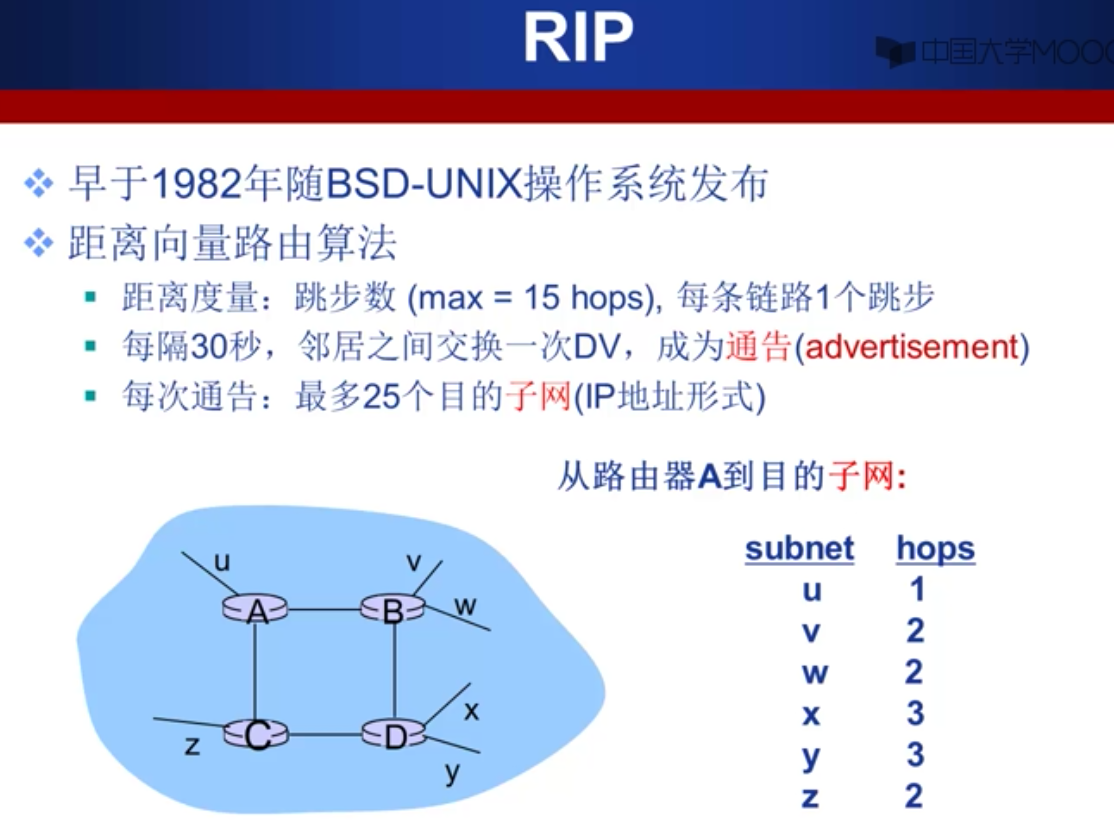 RIP
中国大学MOOC
早于1982年随BSD-UNIX操作系统发布
距离向量路由算法
距离度量：跳步数 (max = 15 hops), 每条链路1个跳步
每隔30秒，邻居之间交换一次DV，成为通告(advertisement)
每次通告：最多25个目的子网(IP地址形式)
从路由器A到目的子网:
subnet hops
u 1
v 2
w 2
x 3
y 3
z 2
u
v
A
B
w
C
D
x
z
y